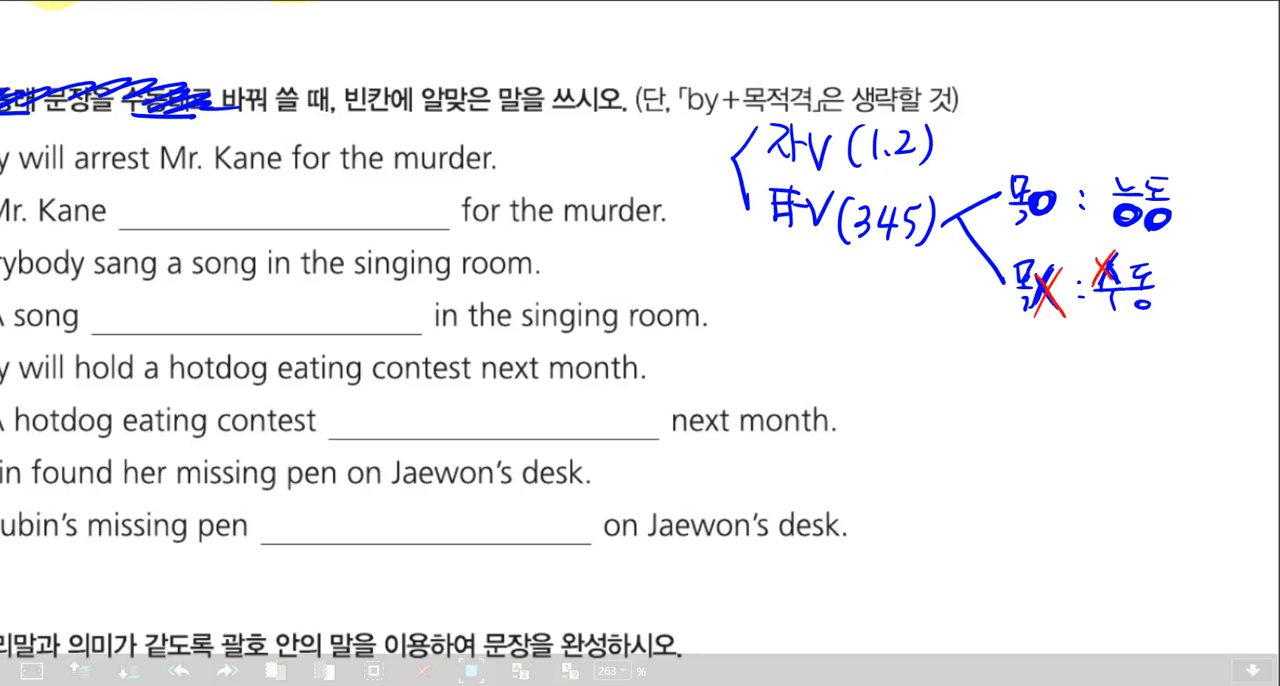 바꿔 쓸 때, 빈칸에 알맞은 말을 쓰시오. (단, 「by+목적격」은 생략할 것)
y will arrest Mr. Kane for the murder.
Mr. Kane ____ for the murder.
rybody sang a song in the singing room.
A song ____ in the singing room.
y will hold a hotdog eating contest next month.
A hotdog eating contest ____ next month.
in found her missing pen on Jaewon's desk.
ubin's missing pen ____ on Jaewon's desk.
리말과 의미가 같도록 괄호 안의 말을 이용하여 문장을 완성하시오.
자V (1.2)
타V (345)
목O : 능동
목X : 수동
263 %